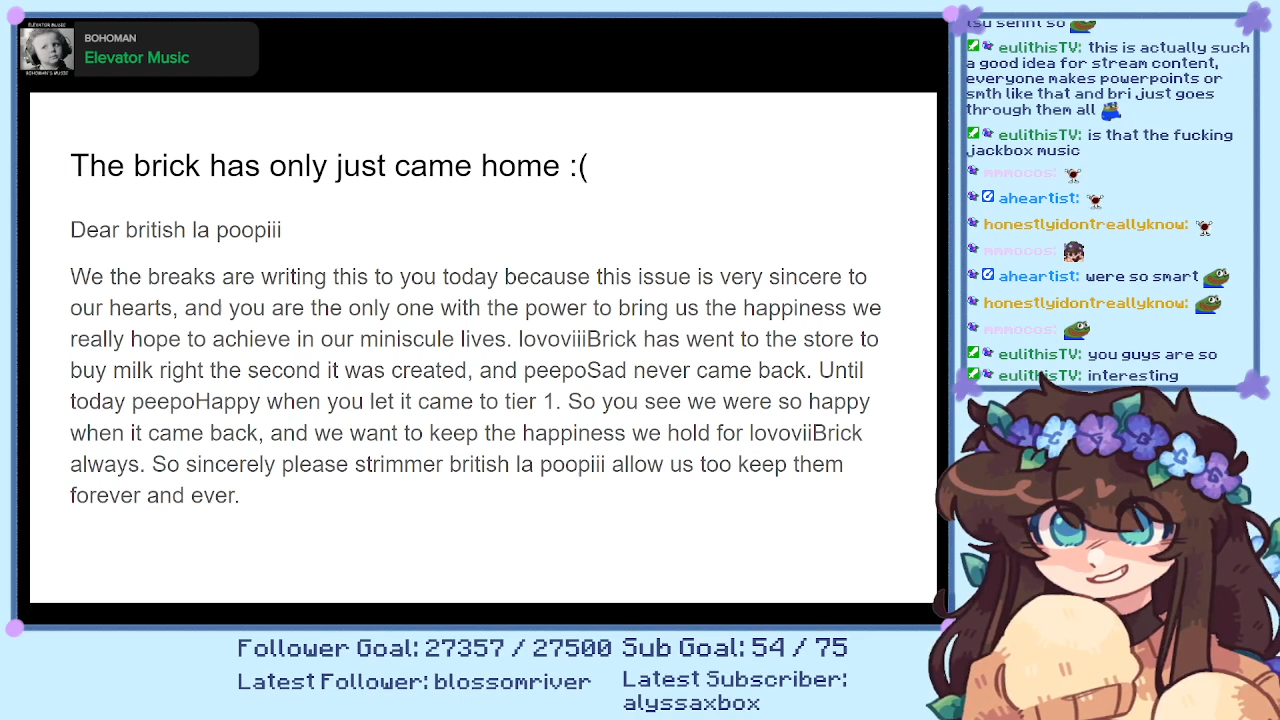 BOHOMAN
Elevator Music
ELEVATOR MUSIC
BOHOMAN'S MUSIC
The brick has only just came home :(
Dear british la poopiii
We the breaks are writing this to you today because this issue is very sincere to
our hearts, and you are the only one with the power to bring us the happiness we
really hope to achieve in our miniscule lives. lovoviiiBrick has went to the store to
buy milk right the second it was created, and peepoSad never came back. Until
today peepoHappy when you let it came to tier 1. So you see we were so happy
when it came back, and we want to keep the happiness we hold for lovoviiBrick
always. So sincerely please strimmer british la poopiii allow us too keep them
forever and ever.
so
eulithisTV: this is actually such
a good idea for stream content,
everyone makes powerpoints or
smth like that and bri just goes
through them all
eulithisTV: is that the fucking
jackbox music
mmmocos:
aheartist:
honestlyidontreallyknow:
mmmocos:
aheartist: were so smart
honestlyidontreallyknow:
mmmocos:
eulithisTV: you guys are so
eulithisTV: interesting
Follower Goal: 27357 / 27500
Sub Goal: 54 / 75
Latest Follower: blossomriver
Latest Subscriber:
alyssaxbox